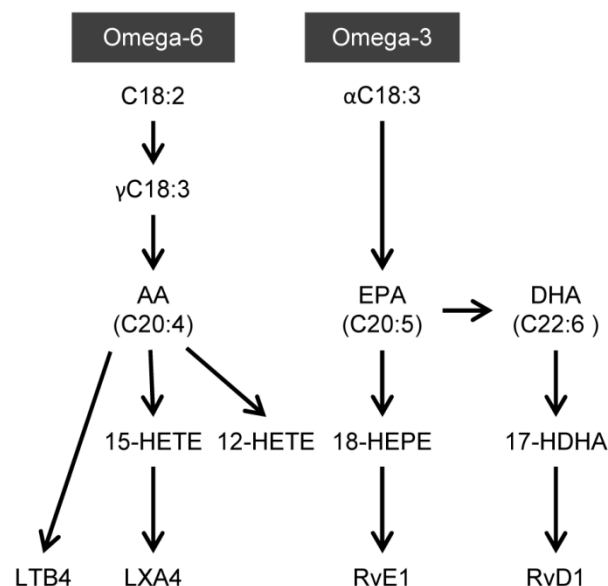 Omega-6 Omega-3
C18:2 αC18:3
γC18:3
AA EPA DHA
(C20:4) (C20:5) (C22:6 )
15-HETE 12-HETE 18-HEPE 17-HDHA
LTB4 LXA4 RvE1 RvD1